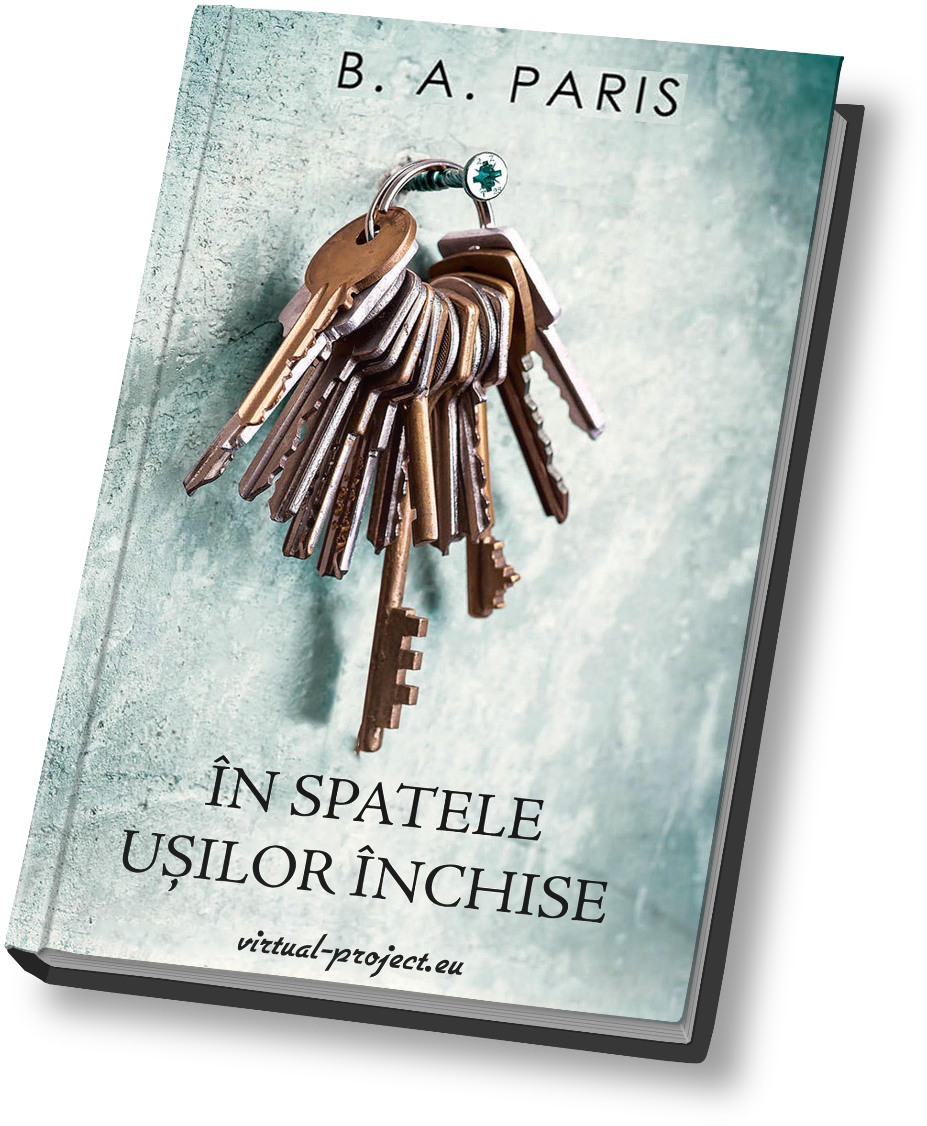 B. A. PARIS
ÎN SPATELE
UȘILOR ÎNCHISE
virtual-project.eu